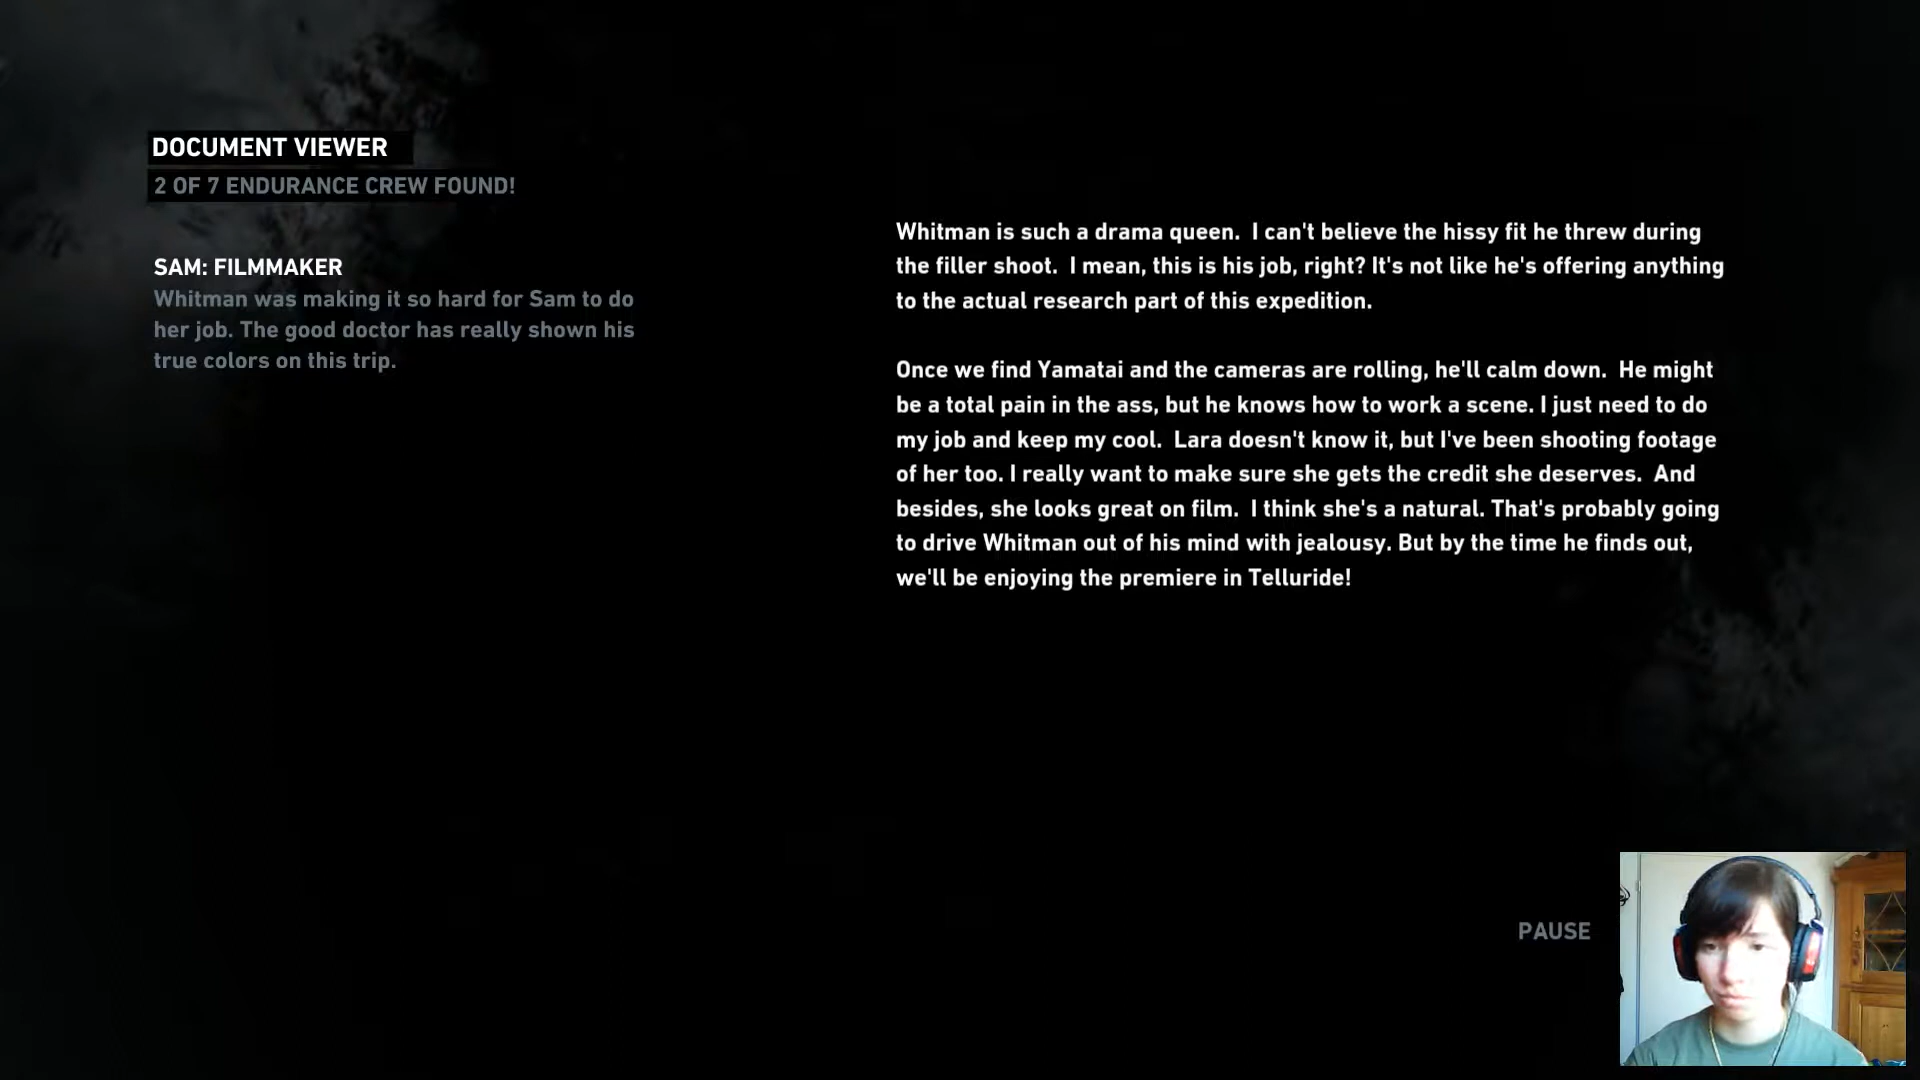 DOCUMENT VIEWER
2 OF 7 ENDURANCE CREW FOUND!
SAM: FILMMAKER
Whitman was making it so hard for Sam to do
her job. The good doctor has really shown his
true colors on this trip.
Whitman is such a drama queen.  I can't believe the hissy fit he threw during
the filler shoot.  I mean, this is his job, right? It's not like he's offering anything
to the actual research part of this expedition.
Once we find Yamatai and the cameras are rolling, he'll calm down.  He might
be a total pain in the ass, but he knows how to work a scene. I just need to do
my job and keep my cool.  Lara doesn't know it, but I've been shooting footage
of her too. I really want to make sure she gets the credit she deserves.  And
besides, she looks great on film.  I think she's a natural. That's probably going
to drive Whitman out of his mind with jealousy. But by the time he finds out,
we'll be enjoying the premiere in Telluride!
PAUSE